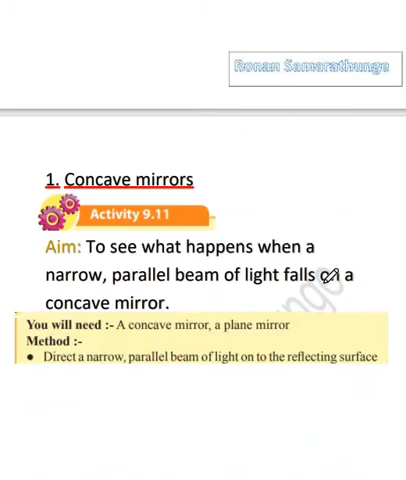 Ronan Samarathunge
1. Concave mirrors
Activity 9.11
Aim: To see what happens when a
narrow, parallel beam of light falls on a
concave mirror.
You will need :- A concave mirror, a plane mirror
Method :-
● Direct a narrow, parallel beam of light on to the reflecting surface